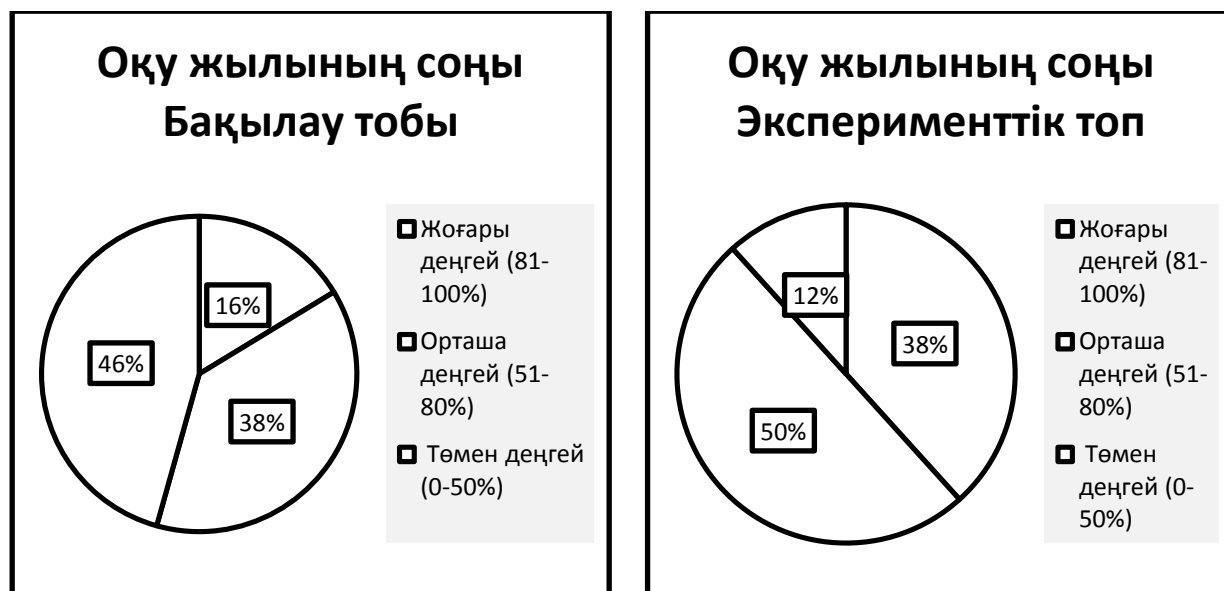 Оқу жылының соңы
Бақылау тобы
16%
38%
46%
Жоғары
деңгей (81-
100%)
Орташа
деңгей (51-
80%)
Төмен деңгей
(0-50%)
Оқу жылының соңы
Эксперименттік топ
38%
50%
12%
Жоғары
деңгей (81-
100%)
Орташа
деңгей (51-
80%)
Төмен
деңгей (0-
50%)